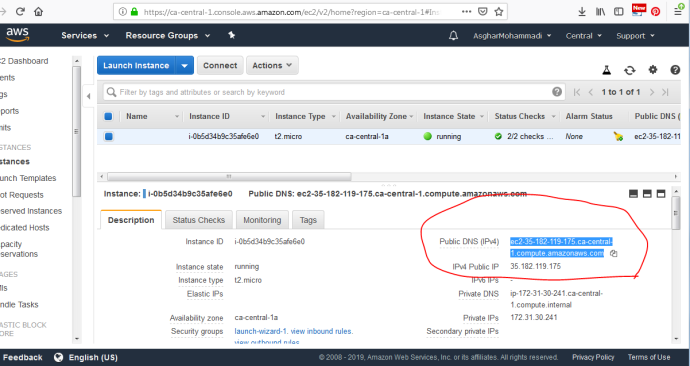 https://ca-central-1.console.aws.amazon.com/ec2/v2/home?region=ca-central-1#Ins
New
aws
Services
Resource Groups
AsgharMohammadi
Central
Support
C2 Dashboard
ents
gs
ports
mits
STANCES
stances
unch Templates
ot Requests
served Instances
dicated Hosts
pacity
servations
AGES
MIs
ndle Tasks
ASTIC BLOCK
ORE
Launch Instance
Connect
Actions
Filter by tags and attributes or search by keyword
1 to 1 of 1
Name Instance ID Instance Type Availability Zone Instance State Status Checks Alarm Status Public DNS (
i-0b5d34b9c35afe6e0 t2.micro ca-central-1a running 2/2 checks ... None ec2-35-182-11
Instance: i-0b5d34b9c35afe6e0 Public DNS: ec2-35-182-119-175.ca-central-1.compute.amazonaws.com
Description Status Checks Monitoring Tags
Instance ID i-0b5d34b9c35afe6e0
Public DNS (IPv4) ec2-35-182-119-175.ca-central-
1.compute.amazonaws.com
Instance state running
IPv4 Public IP 35.182.119.175
Instance type t2.micro
IPv6 IPs -
Elastic IPs
Private DNS ip-172-31-30-241.ca-central-
1.compute.internal
Availability zone ca-central-1a
Private IPs 172.31.30.241
Security groups launch-wizard-1. view inbound rules.
view outbound rules
Secondary private IPs
Feedback English (US) © 2008 - 2019, Amazon Web Services, Inc. or its affiliates. All rights reserved. Privacy Policy Terms of Use